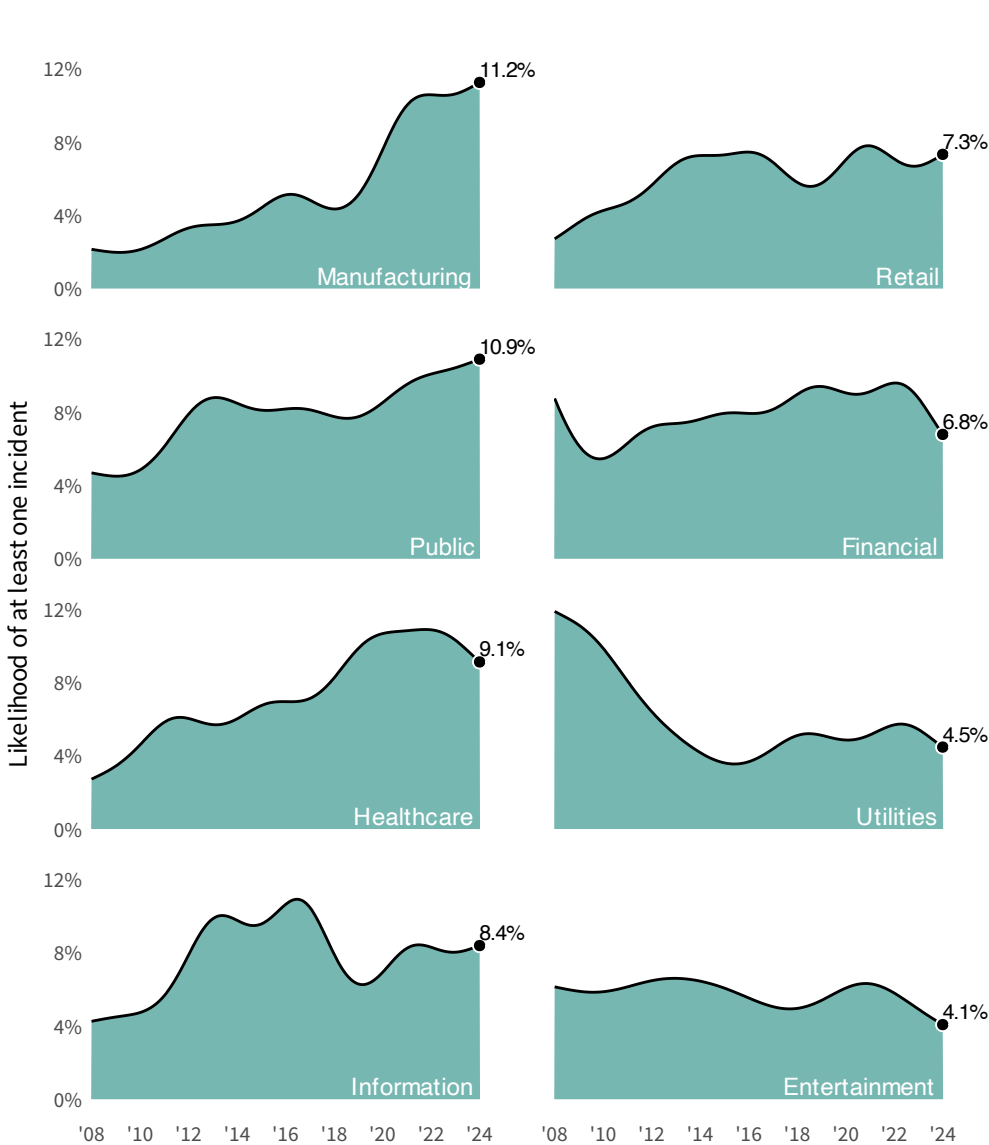 12%
8%
4%
0%
11.2%
Manufacturing
7.3%
Retail
12%
8%
4%
0%
10.9%
Public
6.8%
Financial
Likelihood of at least one incident
12%
8%
4%
0%
9.1%
Healthcare
4.5%
Utilities
12%
8%
4%
0%
8.4%
Information
4.1%
Entertainment
'08 '10 '12 '14 '16 '18 '20 '22 '24
'08 '10 '12 '14 '16 '18 '20 '22 '24